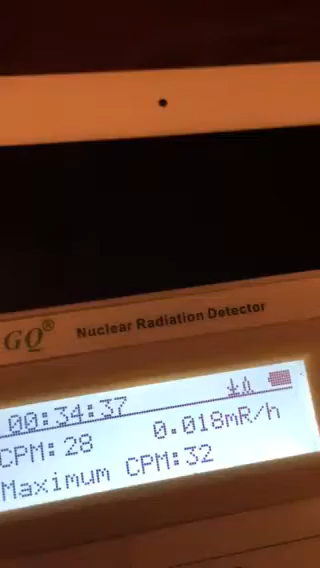 GQ® Nuclear Radiation Detector
00:34:37
CPM:28 0.018mR/h
Maximum CPM:32